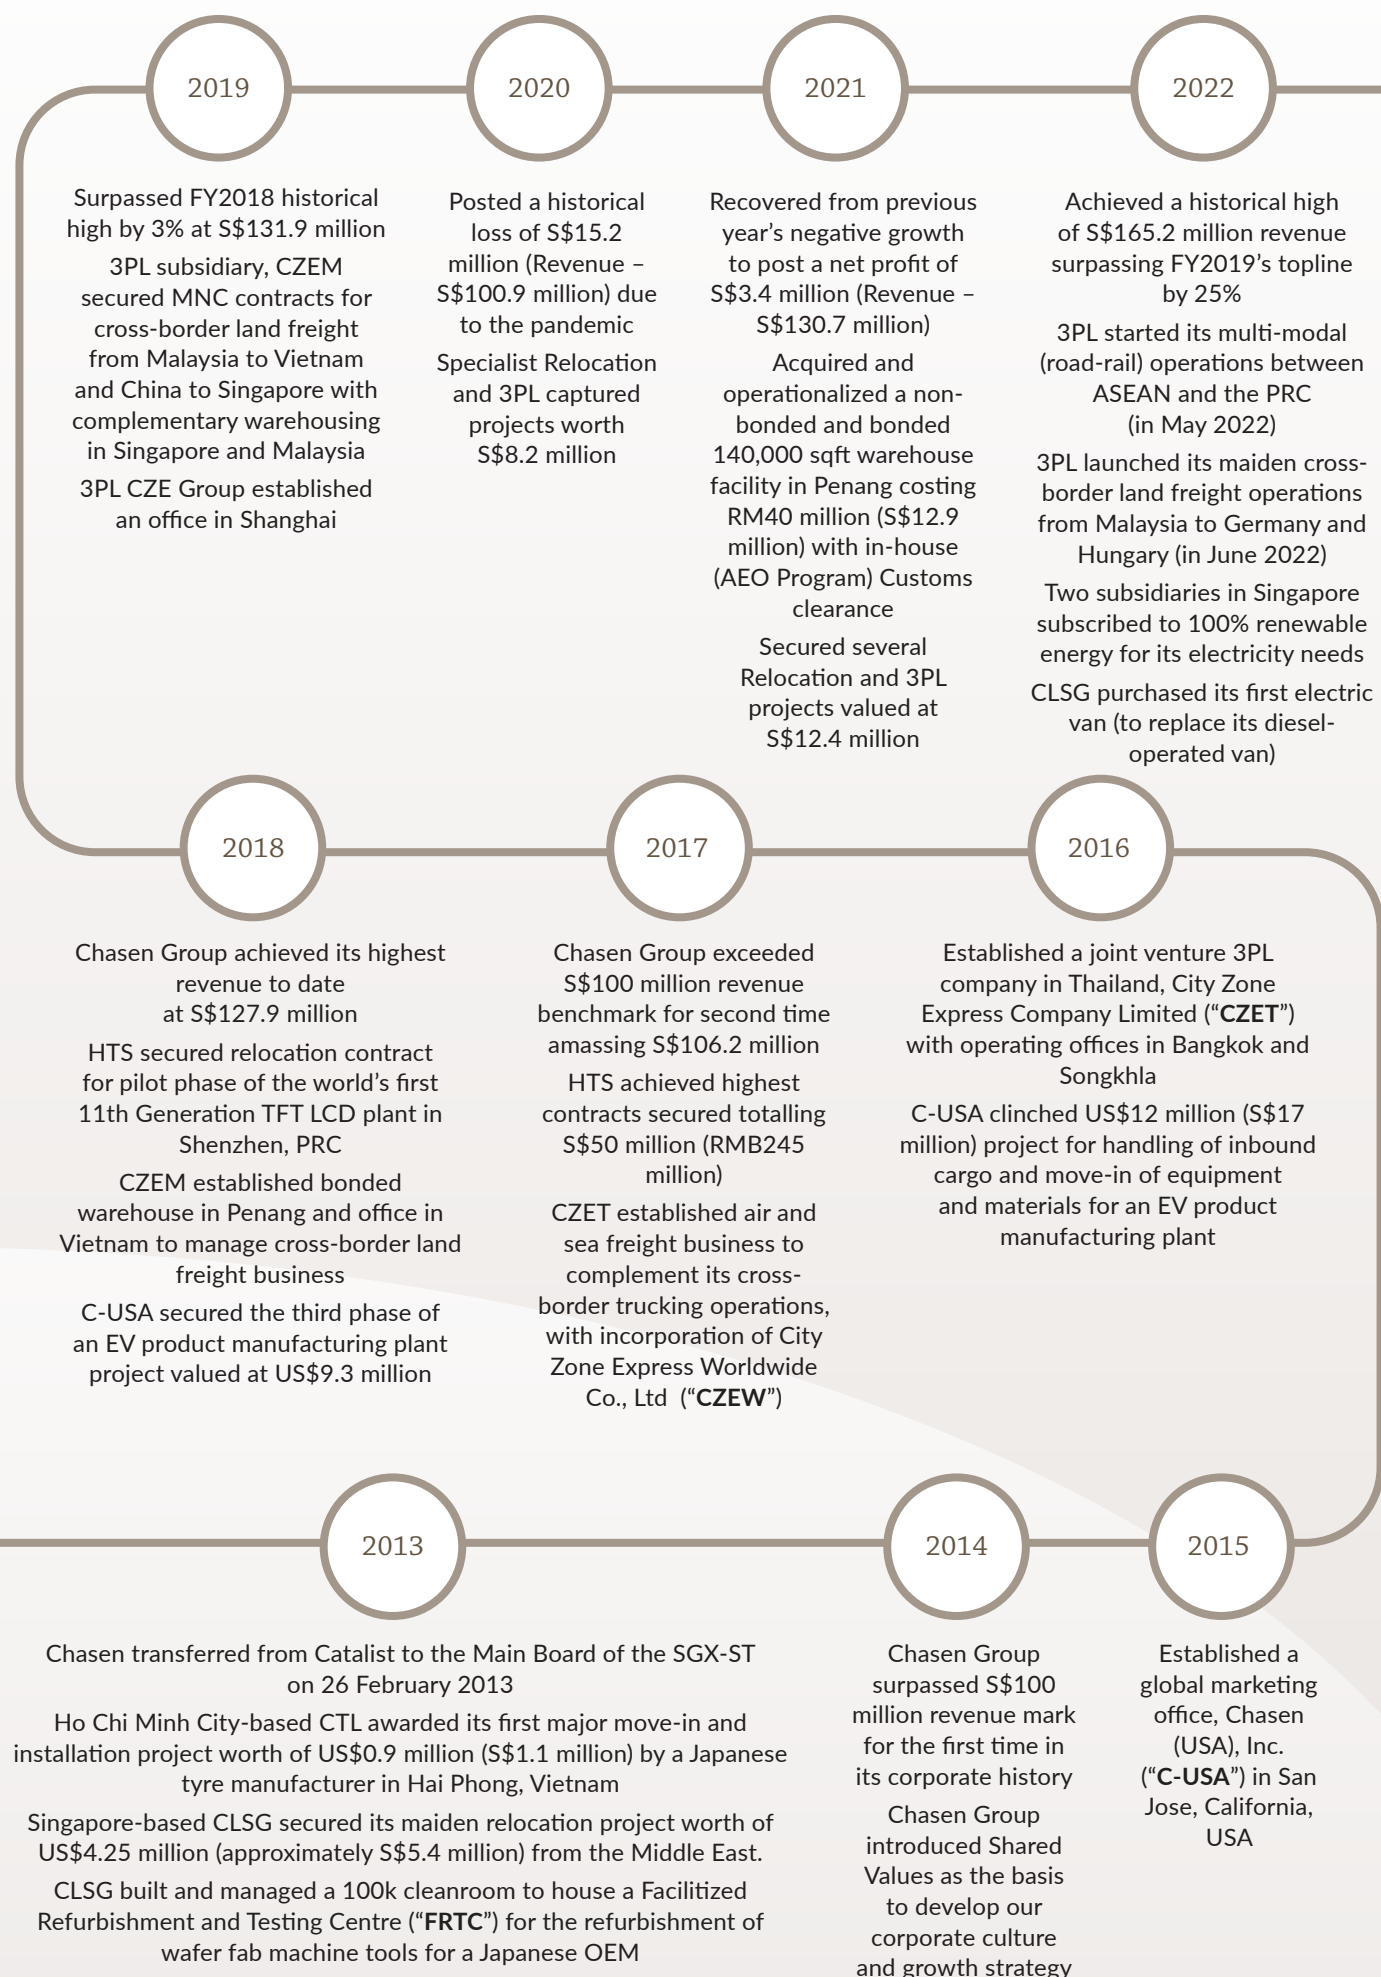 2019
Surpassed FY2018 historical
high by 3% at S$131.9 million
3PL subsidiary, CZEM
secured MNC contracts for
cross-border land freight
from Malaysia to Vietnam
and China to Singapore with
complementary warehousing
in Singapore and Malaysia
3PL CZE Group established
an office in Shanghai
2020
Posted a historical
loss of S$15.2
million (Revenue –
S$100.9 million) due
to the pandemic
Specialist Relocation
and 3PL captured
projects worth
S$8.2 million
2021
Recovered from previous
year’s negative growth
to post a net profit of
S$3.4 million (Revenue –
S$130.7 million)
Acquired and
operationalized a non-
bonded and bonded
140,000 sqft warehouse
facility in Penang costing
RM40 million (S$12.9
million) with in-house
(AEO Program) Customs
clearance
Secured several
Relocation and 3PL
projects valued at
S$12.4 million
2022
Achieved a historical high
of S$165.2 million revenue
surpassing FY2019’s topline
by 25%
3PL started its multi-modal
(road-rail) operations between
ASEAN and the PRC
(in May 2022)
3PL launched its maiden cross-
border land freight operations
from Malaysia to Germany and
Hungary (in June 2022)
Two subsidiaries in Singapore
subscribed to 100% renewable
energy for its electricity needs
CLSG purchased its first electric
van (to replace its diesel-
operated van)
2018
Chasen Group achieved its highest
revenue to date
at S$127.9 million
HTS secured relocation contract
for pilot phase of the world’s first
11th Generation TFT LCD plant in
Shenzhen, PRC
CZEM established bonded
warehouse in Penang and office in
Vietnam to manage cross-border land
freight business
C-USA secured the third phase of
an EV product manufacturing plant
project valued at US$9.3 million
2017
Chasen Group exceeded
S$100 million revenue
benchmark for second time
amassing S$106.2 million
HTS achieved highest
contracts secured totalling
S$50 million (RMB245
million)
CZET established air and
sea freight business to
complement its cross-
border trucking operations,
with incorporation of City
Zone Express Worldwide
Co., Ltd (“CZEW”)
2016
Established a joint venture 3PL
company in Thailand, City Zone
Express Company Limited (“CZET”)
with operating offices in Bangkok and
Songkhla
C-USA clinched US$12 million (S$17
million) project for handling of inbound
cargo and move-in of equipment
and materials for an EV product
manufacturing plant
2013
Chasen transferred from Catalist to the Main Board of the SGX-ST
on 26 February 2013
Ho Chi Minh City-based CTL awarded its first major move-in and
installation project worth of US$0.9 million (S$1.1 million) by a Japanese
tyre manufacturer in Hai Phong, Vietnam
Singapore-based CLSG secured its maiden relocation project worth of
US$4.25 million (approximately S$5.4 million) from the Middle East.
CLSG built and managed a 100k cleanroom to house a Facilitized
Refurbishment and Testing Centre (“FRTC”) for the refurbishment of
wafer fab machine tools for a Japanese OEM
2014
Chasen Group
surpassed S$100
million revenue mark
for the first time in
its corporate history
Chasen Group
introduced Shared
Values as the basis
to develop our
corporate culture
and growth strategy
2015
Established a
global marketing
office, Chasen
(USA), Inc.
(“C-USA”) in San
Jose, California,
USA